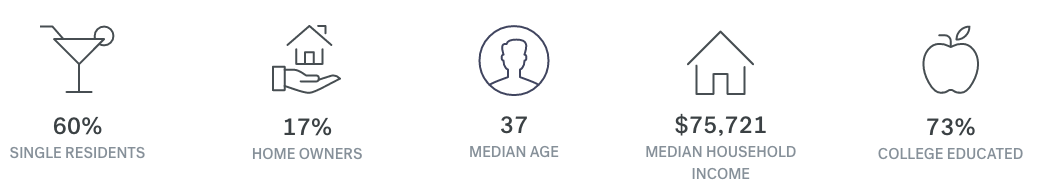 60%
SINGLE RESIDENTS
17%
HOME OWNERS
37
MEDIAN AGE
$75,721
MEDIAN HOUSEHOLD
INCOME
73%
COLLEGE EDUCATED